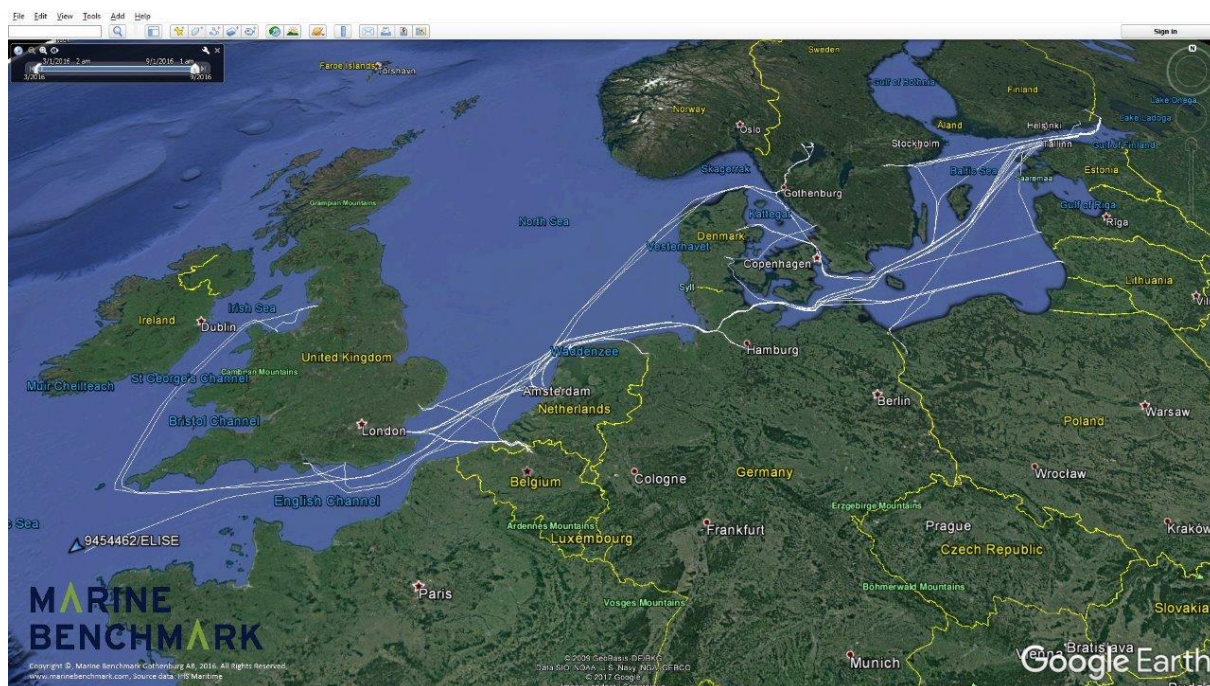 File Edit View Tools Add Help
Sign in
3/1/2016 - 2 am
9/1/2016 - 1 am
3/2016
9/2016
Faroe Islands
Tórshavn
Sweden
Gulf of Bothnia
Finland
Lake Onega
Norway
Oslo
Åland
Helsinki
Lake Ladoga
Stockholm
Tallinn
Gulf of Finland
Skagerrak
Baltic Sea
Estonia
Saaremaa
Gothenburg
Grampian Mountains
Kattegat
Gulf of Riga
Riga
North Sea
Denmark
Vestorhavet
Copenhagen
Sylt
Lithuania
Irish Sea
Ireland
Dublin
Hamburg
Waddenzee
United Kingdom
Cambrian Mountains
St George's Channel
Muir Cheilteach
Amsterdam
Netherlands
Berlin
Warsaw
Bristol Channel
London
Poland
Belgium
Cologne
Germany
Wrocław
English Channel
Erzgebirge Mountains
c Sea
Ardennes Mountains
Luxembourg
Frankfurt
Prague
Kraków
9454462/ELISE
Czech Republic
Paris
Böhmerwald Mountains
Vosges Mountains
Slovakia
MARINE
BENCHMARK
Munich
Vienna
Bratislava
Google Earth
Copyright ©, Marine Benchmark Gothenburg AB, 2016. All Rights Reserved.
www.marinebenchmark.com, Source data: IHS Maritime
© 2009 GeoBasis-DE/BKG
Data SIO, NOAA, U.S. Navy, NGA, GEBCO
© 2017 Google